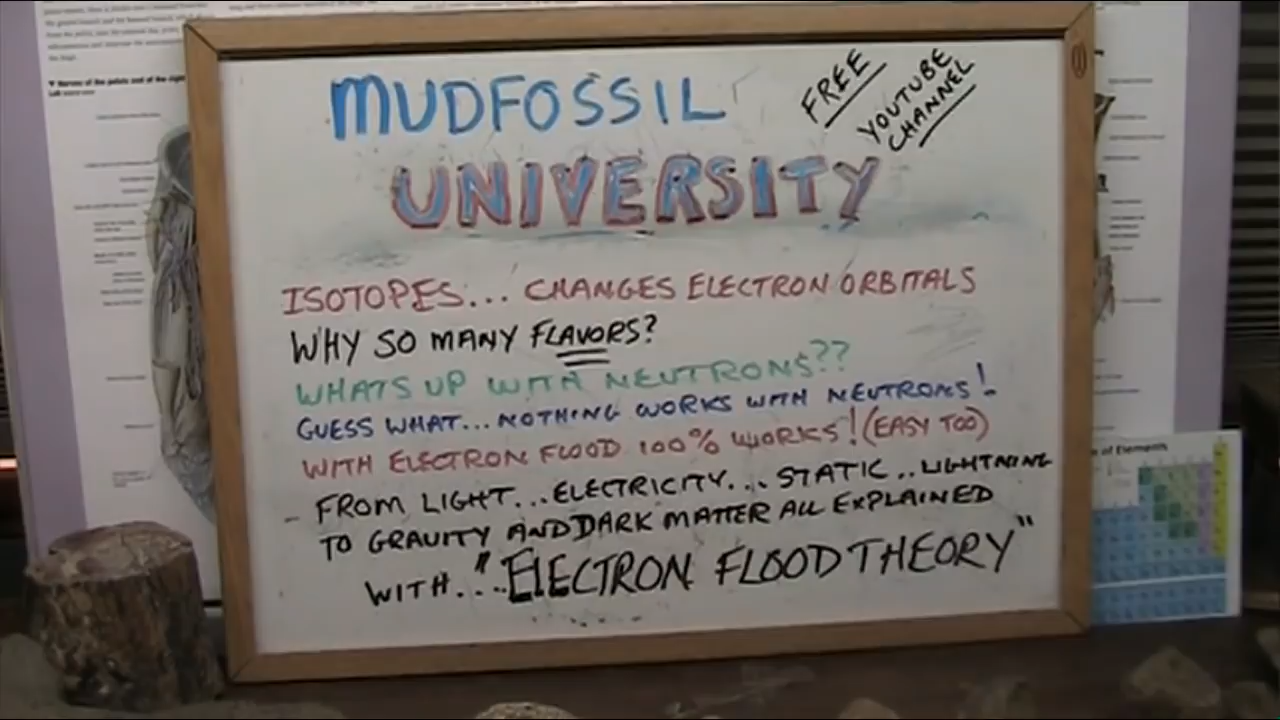 MUDFOSSIL
UNIVERSITY
FREE
YOUTUBE
CHANNEL
ISOTOPES... CHANGES ELECTRON ORBITALS
WHY SO MANY FLAVORS?
WHATS UP WITH NEUTRONS??
GUESS WHAT... NOTHING WORKS WITH NEUTRONS!
WITH ELECTRON FLOOD 100% WORKS! (EASY TOO)
FROM LIGHT... ELECTRICITY... STATIC.. LIGHTNING
TO GRAVITY AND DARK MATTER ALL EXPLAINED
WITH... "ELECTRON FLOOD THEORY"
of Elements